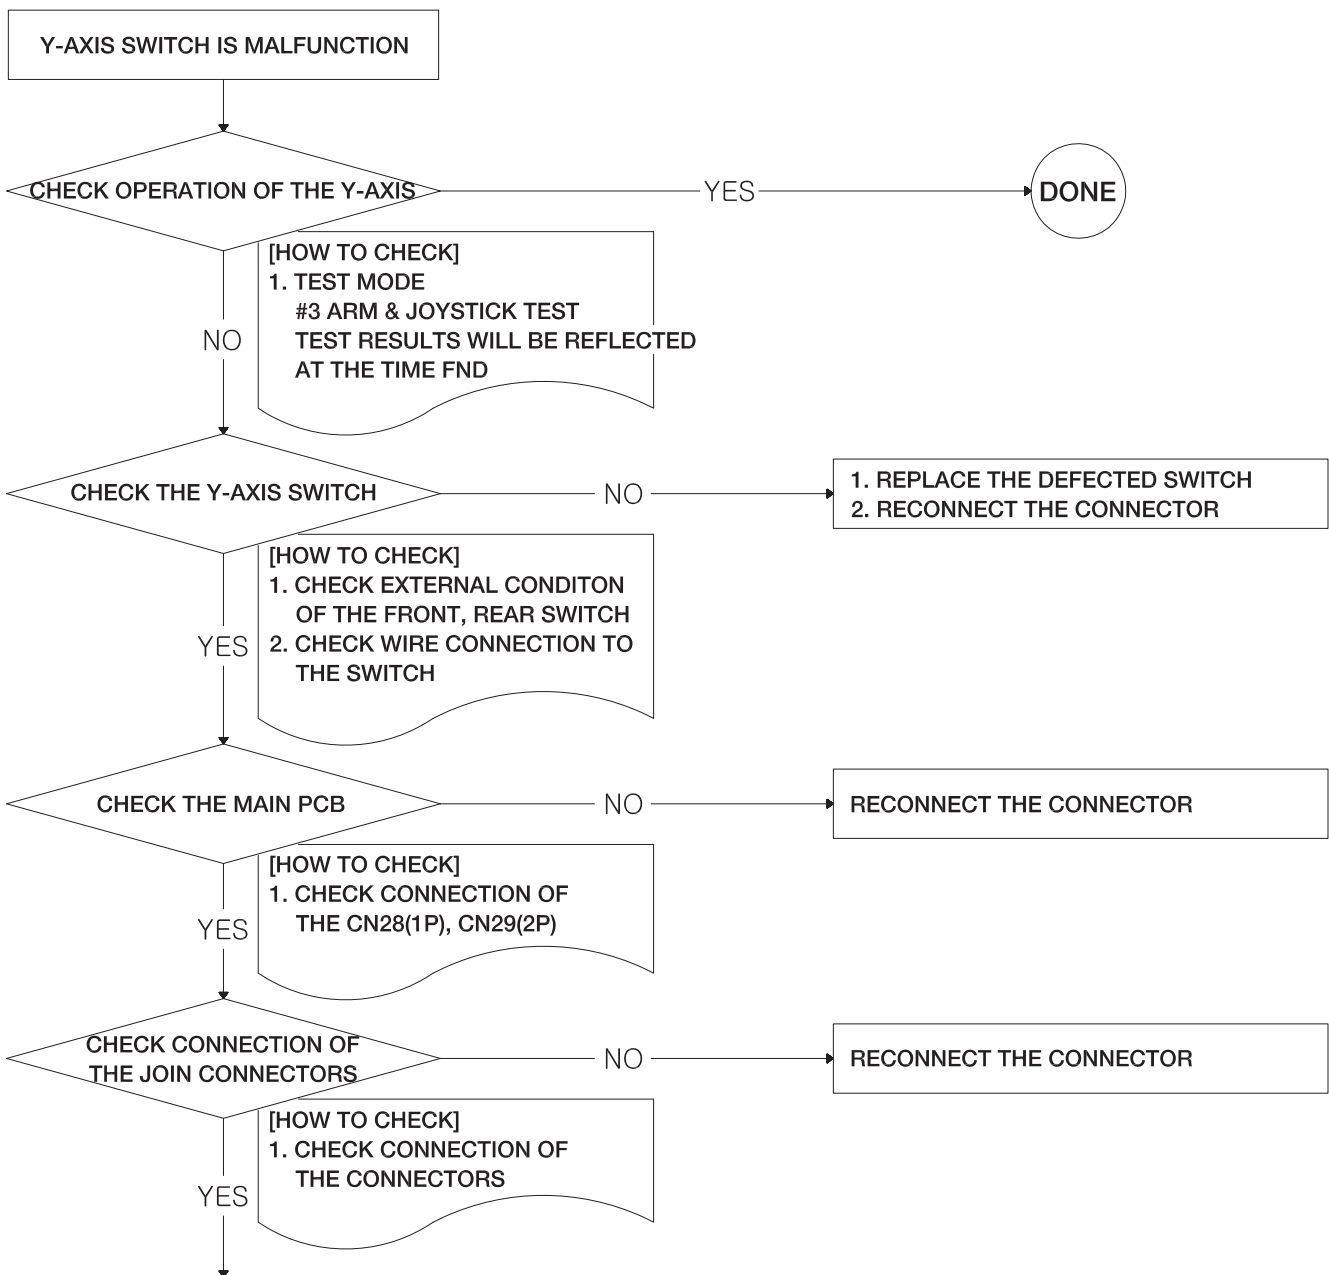 Y-AXIS SWITCH IS MALFUNCTION
CHECK OPERATION OF THE Y-AXIS
YES
DONE
[HOW TO CHECK]
1. TEST MODE
#3 ARM & JOYSTICK TEST
TEST RESULTS WILL BE REFLECTED
AT THE TIME FND
NO
CHECK THE Y-AXIS SWITCH
NO
1. REPLACE THE DEFECTED SWITCH
2. RECONNECT THE CONNECTOR
[HOW TO CHECK]
1. CHECK EXTERNAL CONDITON
OF THE FRONT, REAR SWITCH
2. CHECK WIRE CONNECTION TO
THE SWITCH
YES
CHECK THE MAIN PCB
NO
RECONNECT THE CONNECTOR
[HOW TO CHECK]
1. CHECK CONNECTION OF
THE CN28(1P), CN29(2P)
YES
CHECK CONNECTION OF
THE JOIN CONNECTORS
NO
RECONNECT THE CONNECTOR
[HOW TO CHECK]
1. CHECK CONNECTION OF
THE CONNECTORS
YES